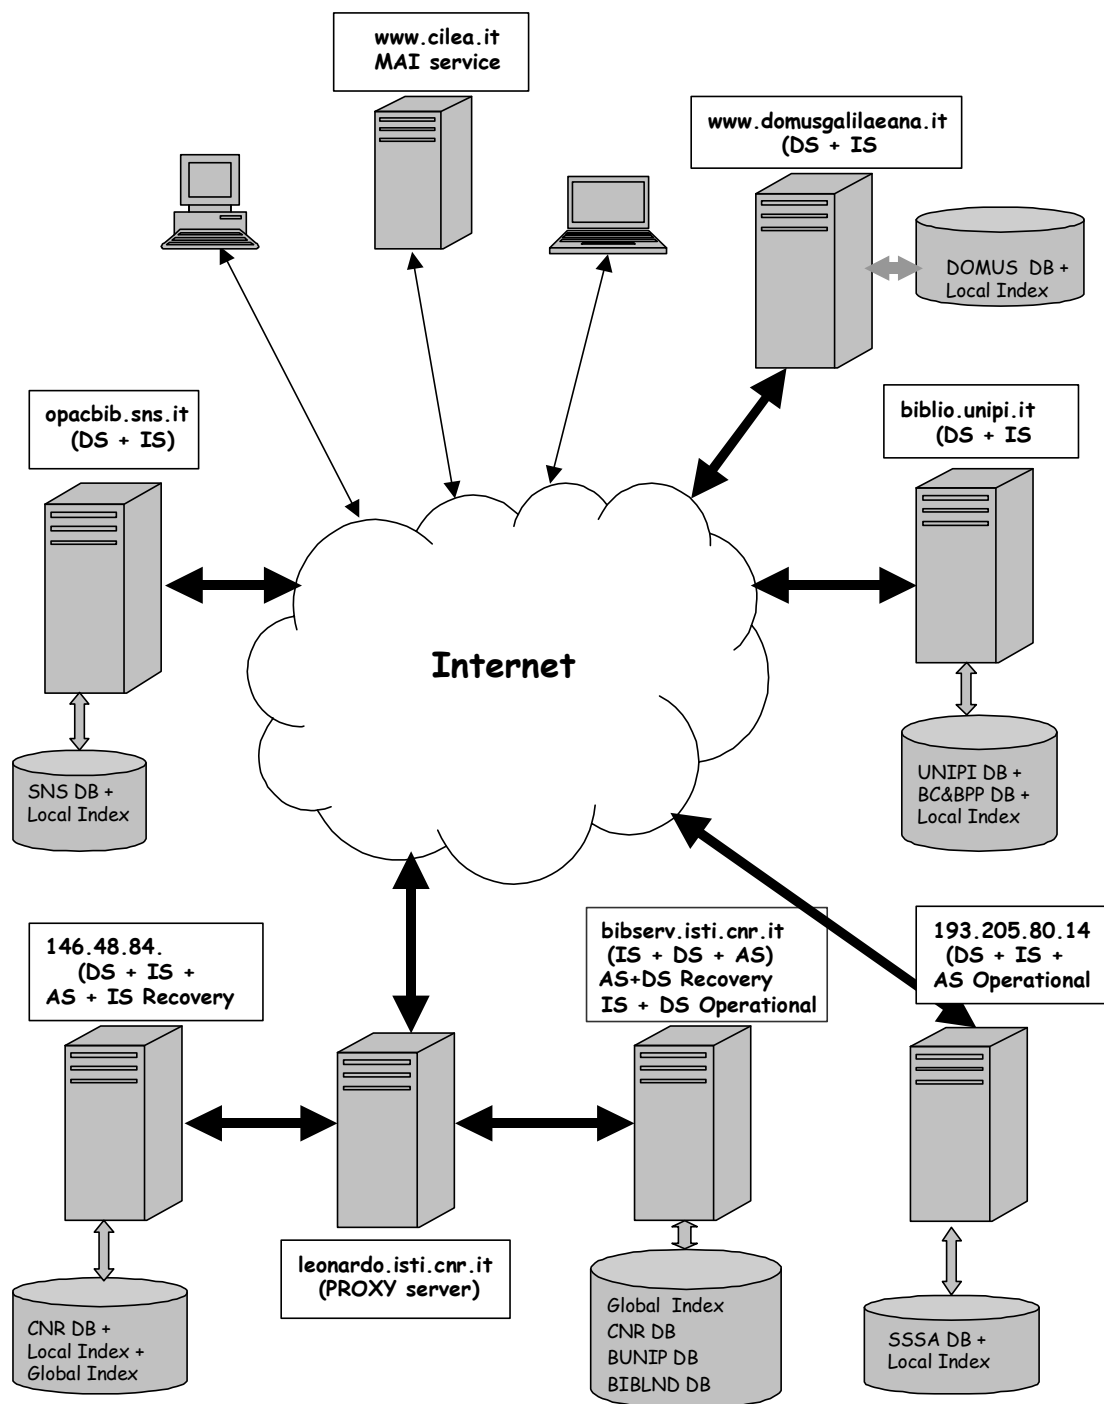 www.cilea.it
MAI service
www.domusgalilaeana.it
(DS + IS
DOMUS DB +
Local Index
opacbib.sns.it
(DS + IS)
biblio.unipi.it
(DS + IS
Internet
SNS DB +
Local Index
UNIPI DB +
BC&BPP DB +
Local Index
146.48.84.
(DS + IS +
AS + IS Recovery
bibserv.isti.cnr.it
(IS + DS + AS)
AS+DS Recovery
IS + DS Operational
193.205.80.14
(DS + IS +
AS Operational
leonardo.isti.cnr.it
(PROXY server)
CNR DB +
Local Index +
Global Index
Global Index
CNR DB
BUNIP DB
BIBLND DB
SSSA DB +
Local Index